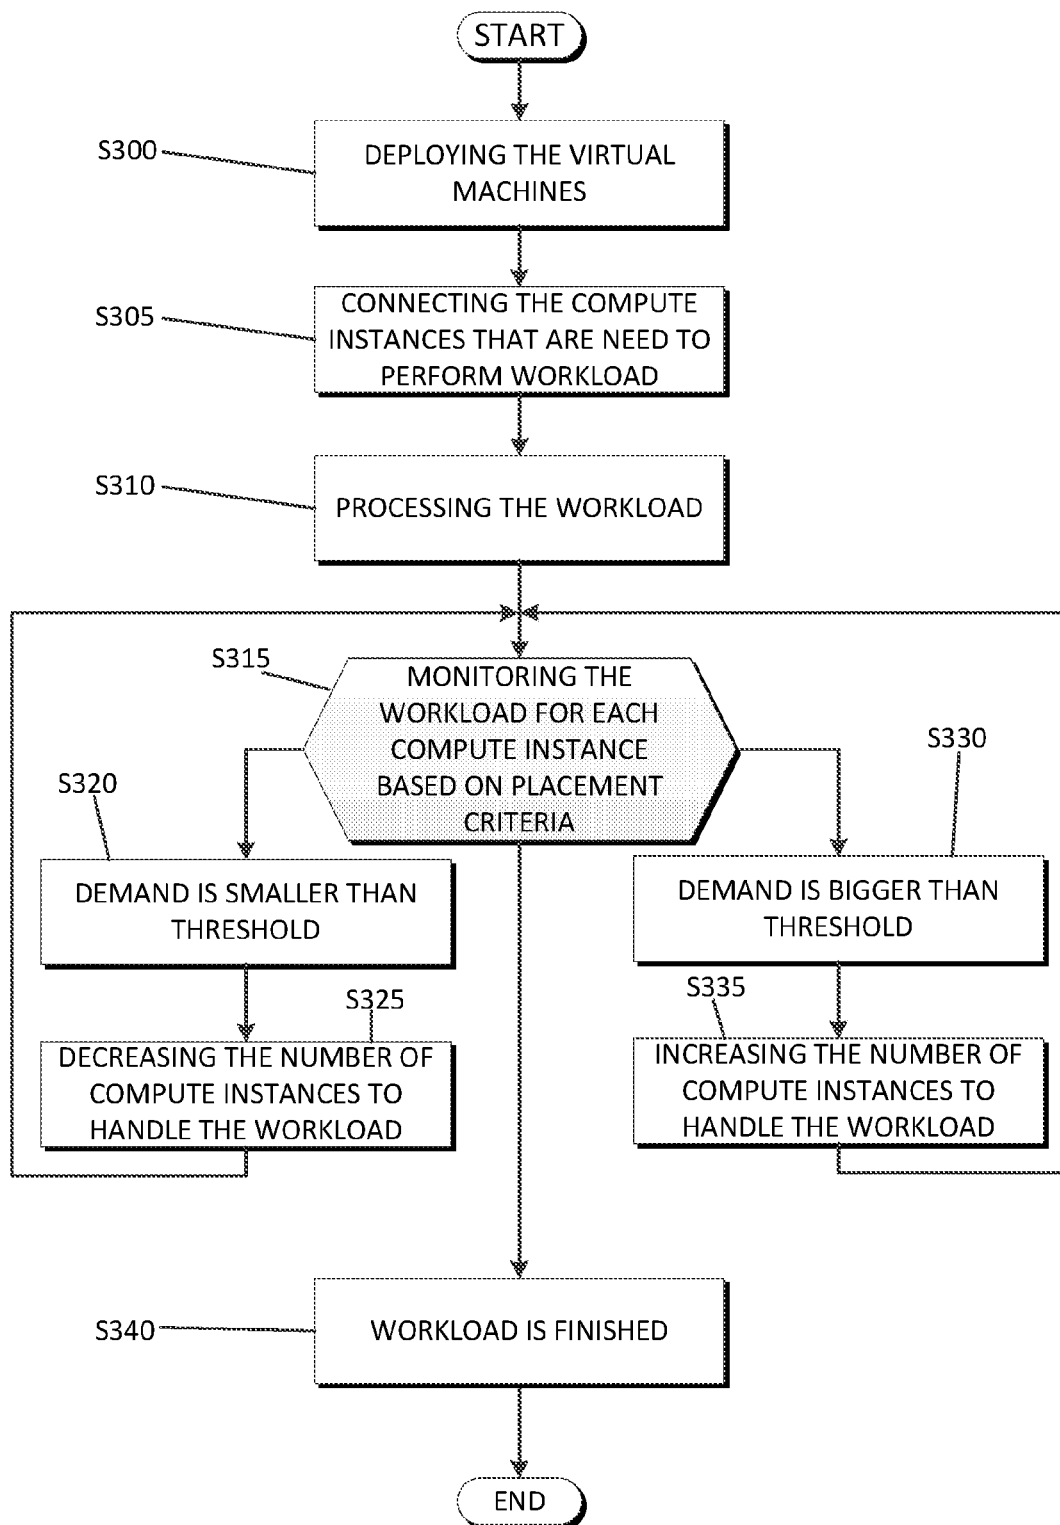 START
S300
DEPLOYING THE VIRTUAL
MACHINES
S305
CONNECTING THE COMPUTE
INSTANCES THAT ARE NEED TO
PERFORM WORKLOAD
S310
PROCESSING THE WORKLOAD
S315
MONITORING THE
WORKLOAD FOR EACH
COMPUTE INSTANCE
BASED ON PLACEMENT
CRITERIA
S320
DEMAND IS SMALLER THAN
THRESHOLD
S325
DECREASING THE NUMBER OF
COMPUTE INSTANCES TO
HANDLE THE WORKLOAD
S330
DEMAND IS BIGGER THAN
THRESHOLD
S335
INCREASING THE NUMBER OF
COMPUTE INSTANCES TO
HANDLE THE WORKLOAD
S340
WORKLOAD IS FINISHED
END